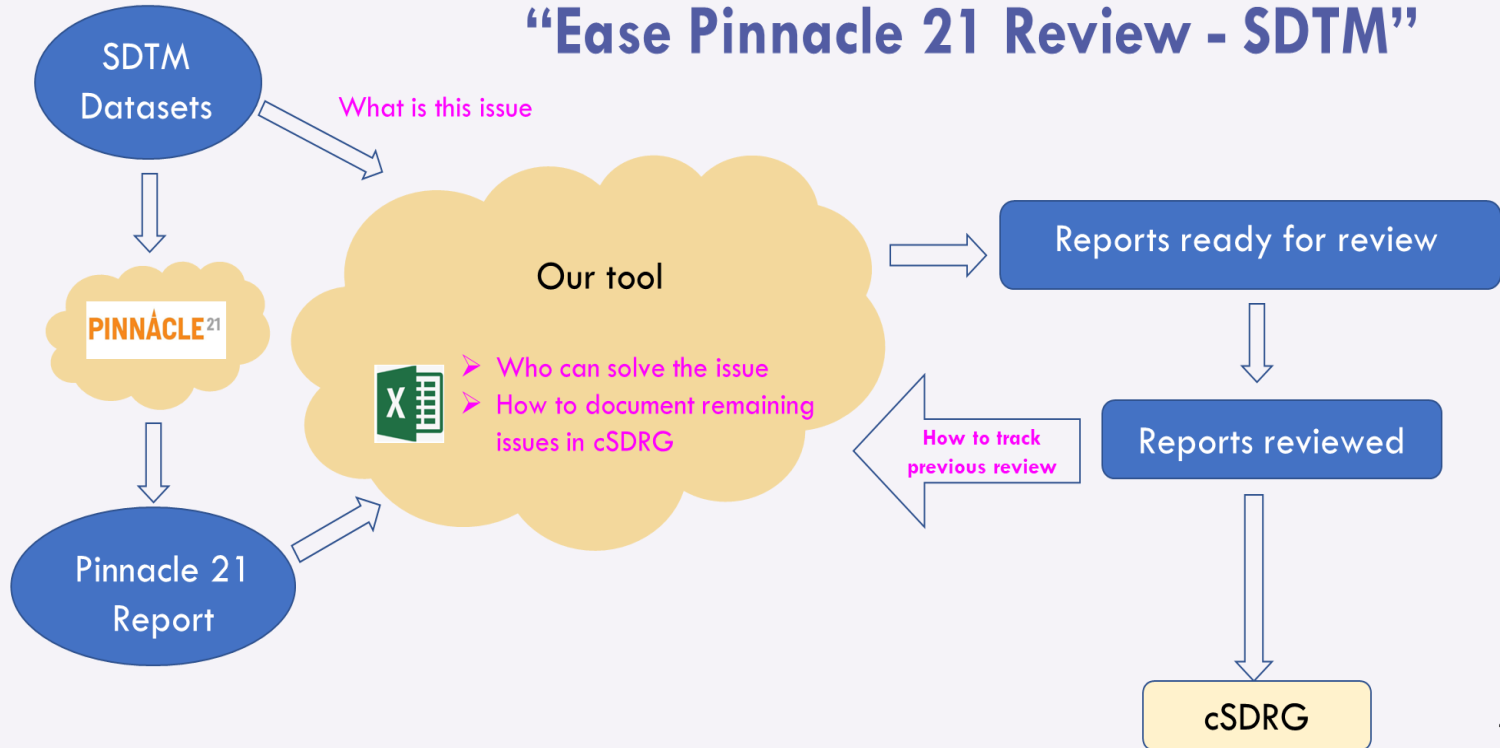 “Ease Pinnacle 21 Review - SDTM”
SDTM
Datasets
What is this issue
PINNACLE 21
Pinnacle 21
Report
Our tool
X
➢ Who can solve the issue
➢ How to document remaining
issues in cSDRG
Reports ready for review
How to track
previous review
Reports reviewed
cSDRG